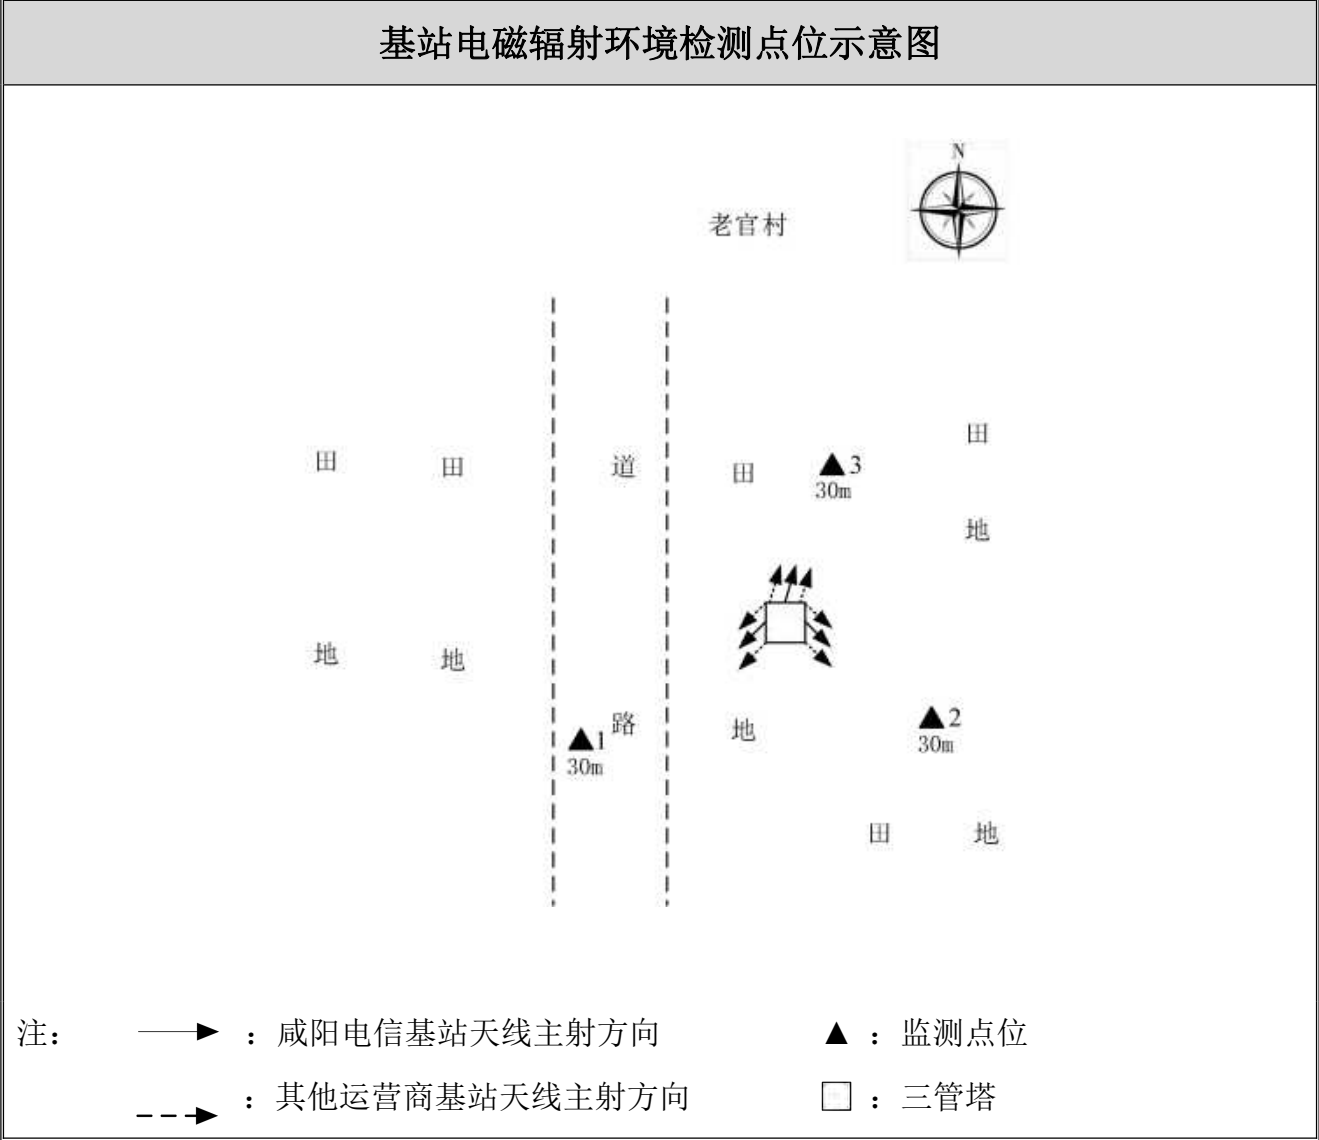 基站电磁辐射环境检测点位示意图
N
老官村
田
田 田 道 田 ▲3
30m
地
地 地
路
▲1
30m
地
▲2
30m
田 地
注： ：咸阳电信基站天线主射方向 ▲：监测点位
：其他运营商基站天线主射方向 □：三管塔